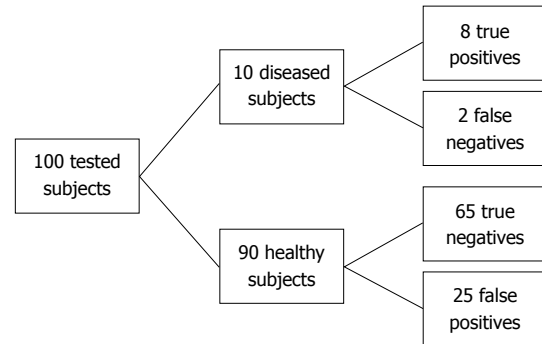 100 tested
subjects
10 diseased
subjects
90 healthy
subjects
8 true
positives
2 false
negatives
65 true
negatives
25 false
positives